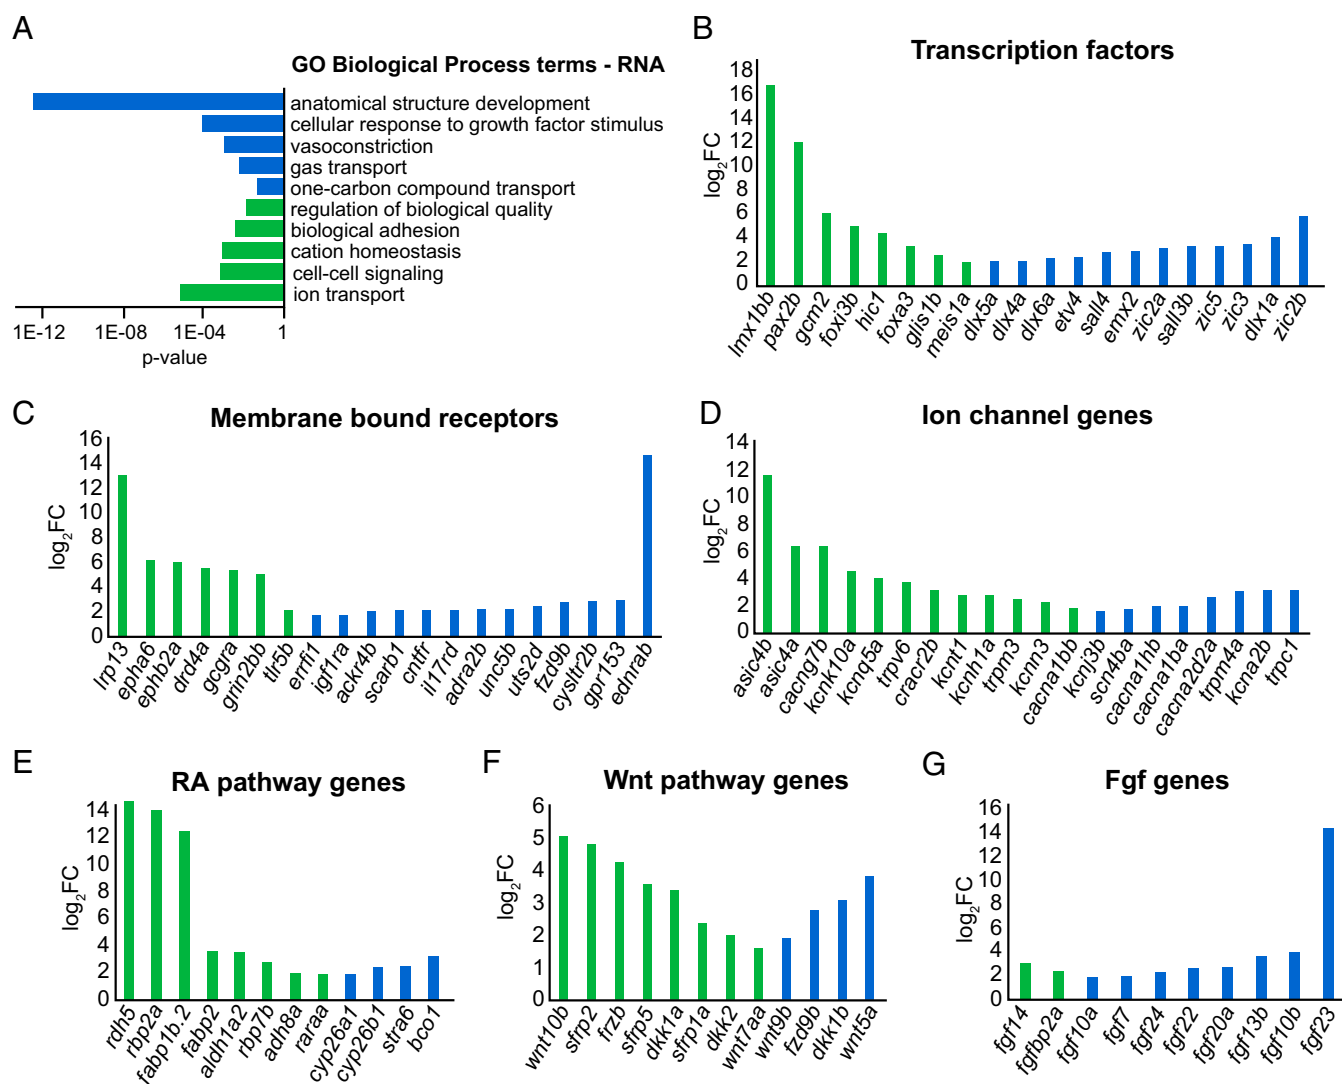 A
GO Biological Process terms - RNA
anatomical structure development
cellular response to growth factor stimulus
vasoconstriction
gas transport
one-carbon compound transport
regulation of biological quality
biological adhesion
cation homeostasis
cell-cell signaling
ion transport
1E-12 1E-08 1E-04 1
p-value
B
Transcription factors
log2FC
18
16
14
12
10
8
6
4
2
0
lmx1bb pax2b gcm2 foxi3b hic1 foxa3 glis1b meis1a dlx5a dlx4a dlx6a etv4 sall4 emx2 zic2a sall3b zic5 zic3 dlx1a zic2b
C
Membrane bound receptors
log2FC
16
14
12
10
8
6
4
2
0
lrp13 epha6 ephb2a drd4a gcgra grin2bb tlr5b errfi1 igf1ra ackr4b scarb1 cntfr il17rd adra2b unc5b uts2d fzd9b cysltr2b gpr153 ednrab
D
Ion channel genes
log2FC
14
12
10
8
6
4
2
0
asic4b asic4a cacng7b kcnk10a kcnq5a trpv6 cracr2b kcnt1 kcnh1a trpm3 kcnn3 cacna1bb kcnj3b scn4ba cacna1hb cacna1ba cacna2d2a trpm4a kcna2b trpc1
E
RA pathway genes
log2FC
14
12
10
8
6
4
2
0
rdh5 rbp2a fabp1b.2 fabp2 aldh1a2 rbp7b adh8a raraa cyp26a1 cyp26b1 stra6 bco1
F
Wnt pathway genes
log2FC
6
5
4
3
2
1
0
wnt10b sfrp2 frzb sfrp5 dkk1a sfrp1a dkk2 wnt7aa wnt9b fzd9b dkk1b wnt5a
G
Fgf genes
log2FC
16
14
12
10
8
6
4
2
0
fgf14 fgfbp2a fgf10a fgf7 fgf24 fgf22 fgf20a fgf13b fgf10b fgf23